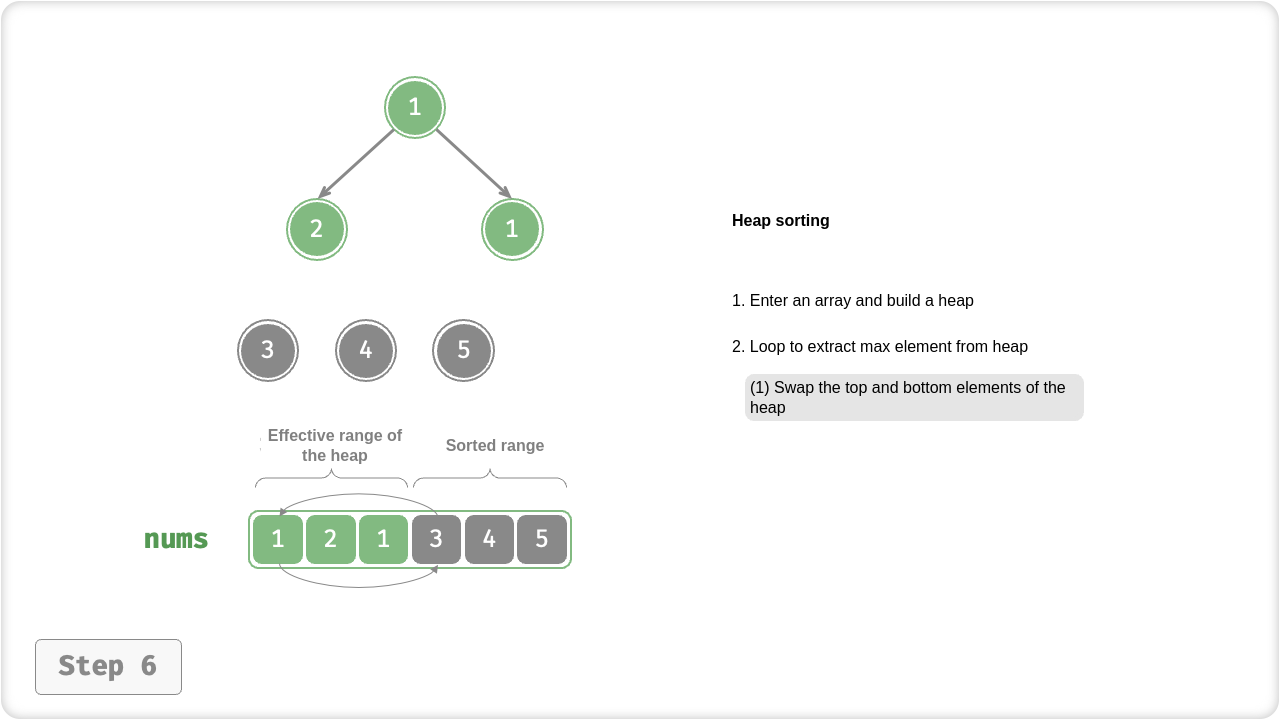 1
2 1
Heap sorting
1. Enter an array and build a heap
3 4 5
2. Loop to extract max element from heap
(1) Swap the top and bottom elements of the
heap
Effective range of
the heap
Sorted range
nums 1 2 1 3 4 5
Step 6